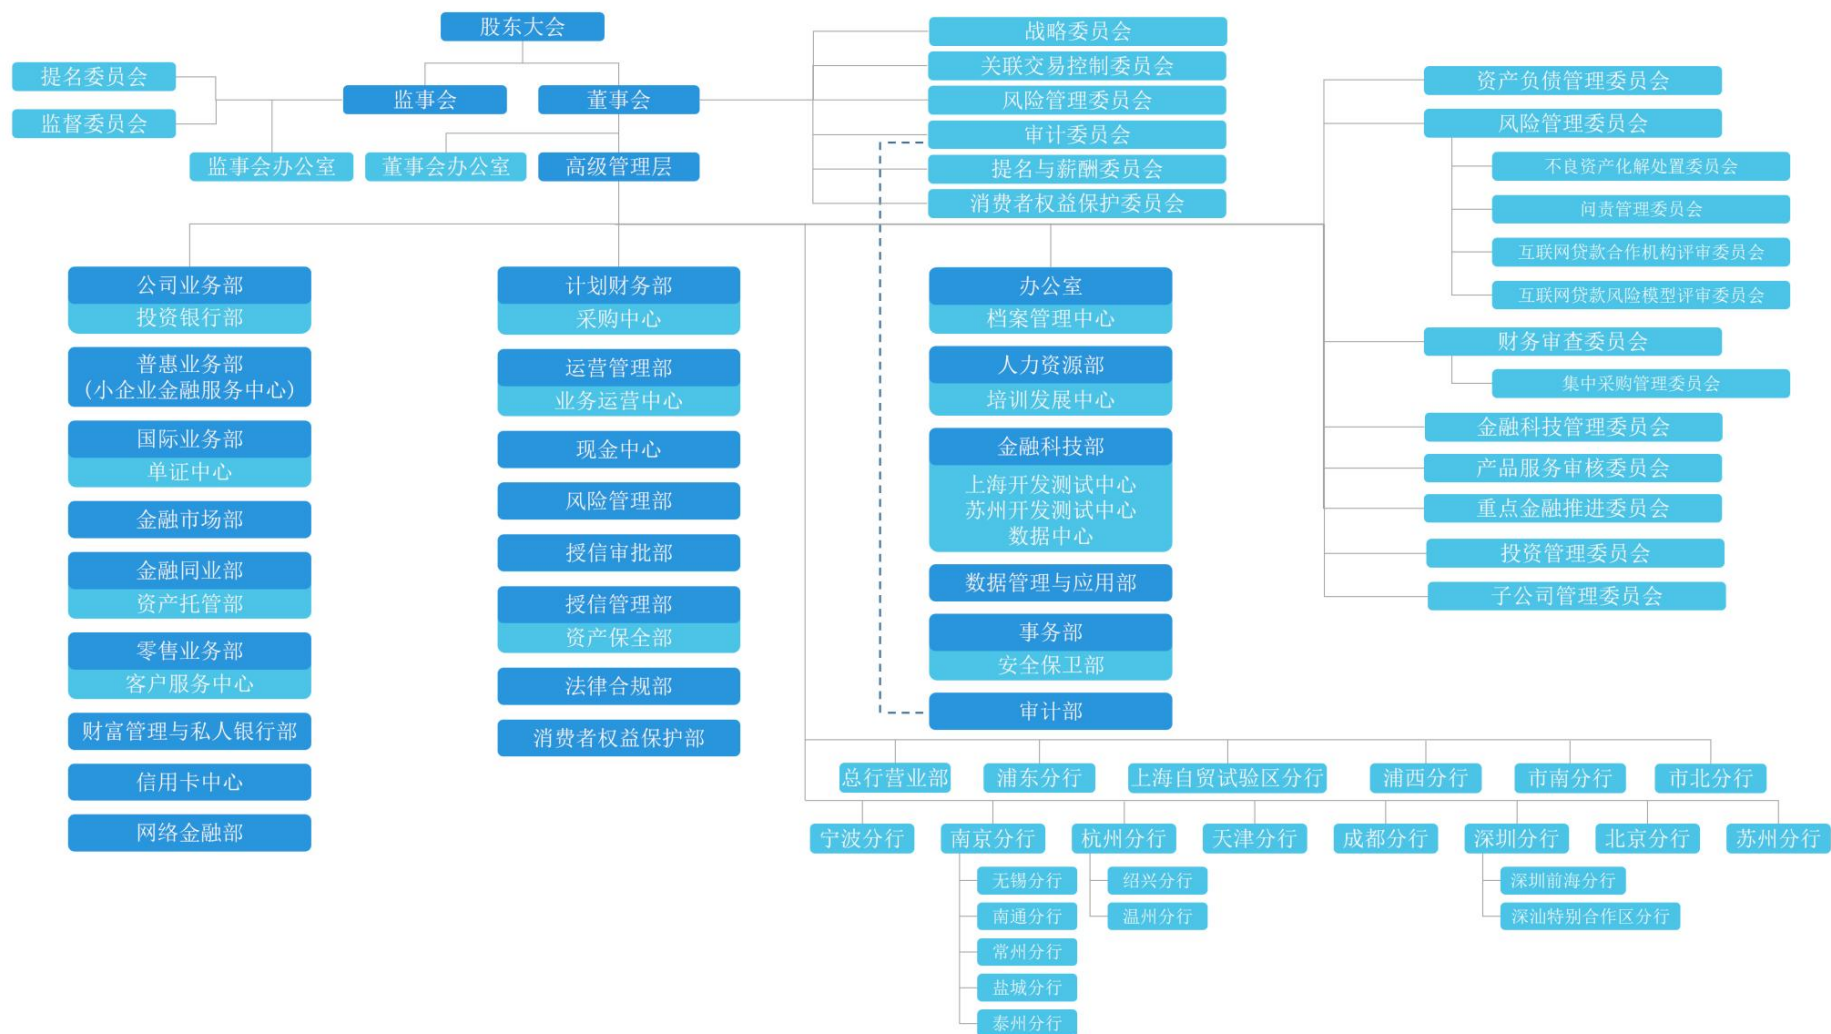 股东大会
提名委员会
监督委员会
监事会
董事会
监事会办公室
董事会办公室
高级管理层
战略委员会
关联交易控制委员会
风险管理委员会
审计委员会
提名与薪酬委员会
消费者权益保护委员会
资产负债管理委员会
风险管理委员会
不良资产化解处置委员会
问责管理委员会
互联网贷款合作机构评审委员会
互联网贷款风险模型评审委员会
财务审查委员会
集中采购管理委员会
金融科技管理委员会
产品服务审核委员会
重点金融推进委员会
投资管理委员会
子公司管理委员会
公司业务部
投资银行部
普惠业务部
(小企业金融服务中心)
国际业务部
单证中心
金融市场部
金融同业部
资产托管部
零售业务部
客户服务中心
财富管理与私人银行部
信用卡中心
网络金融部
计划财务部
采购中心
运营管理部
业务运营中心
现金中心
风险管理部
授信审批部
授信管理部
资产保全部
法律合规部
消费者权益保护部
办公室
档案管理中心
人力资源部
培训发展中心
金融科技部
上海开发测试中心
苏州开发测试中心
数据中心
数据管理与应用部
事务部
安全保卫部
审计部
总行营业部
浦东分行
上海自贸试验区分行
浦西分行
市南分行
市北分行
宁波分行
南京分行
杭州分行
天津分行
成都分行
深圳分行
北京分行
苏州分行
无锡分行
南通分行
常州分行
盐城分行
泰州分行
绍兴分行
温州分行
深圳前海分行
深汕特别合作区分行